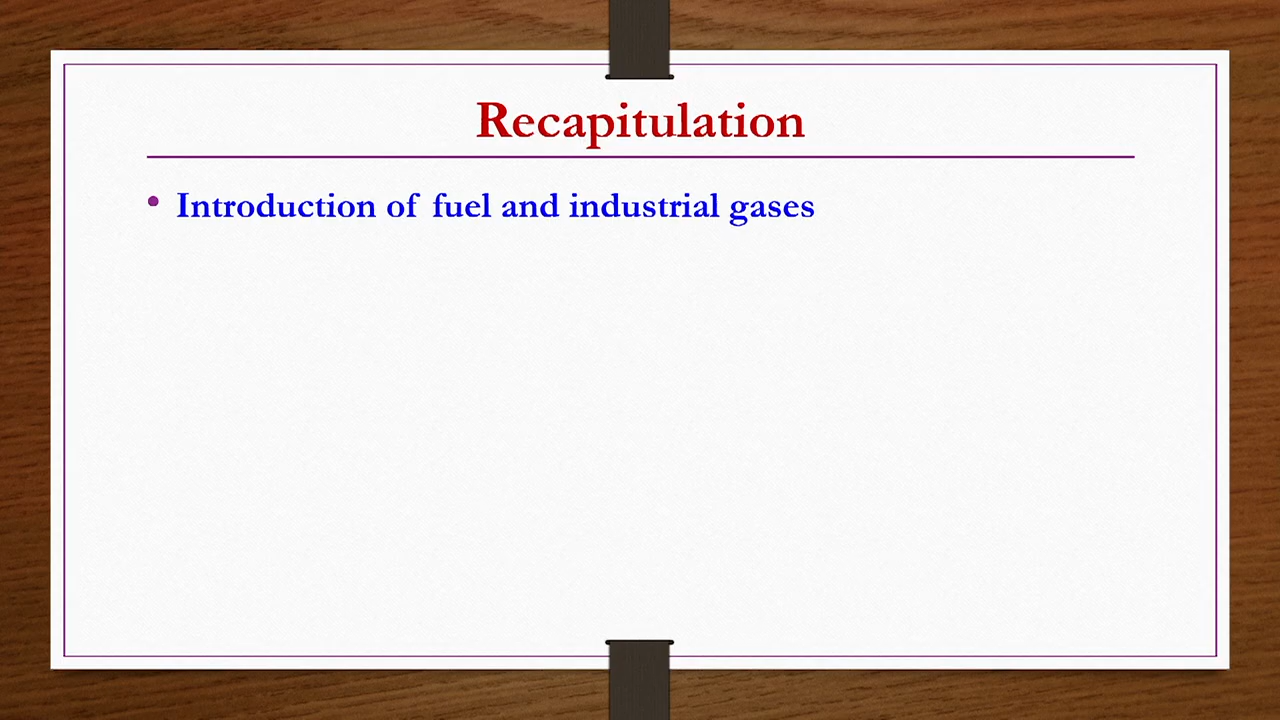 Recapitulation
• Introduction of fuel and industrial gases